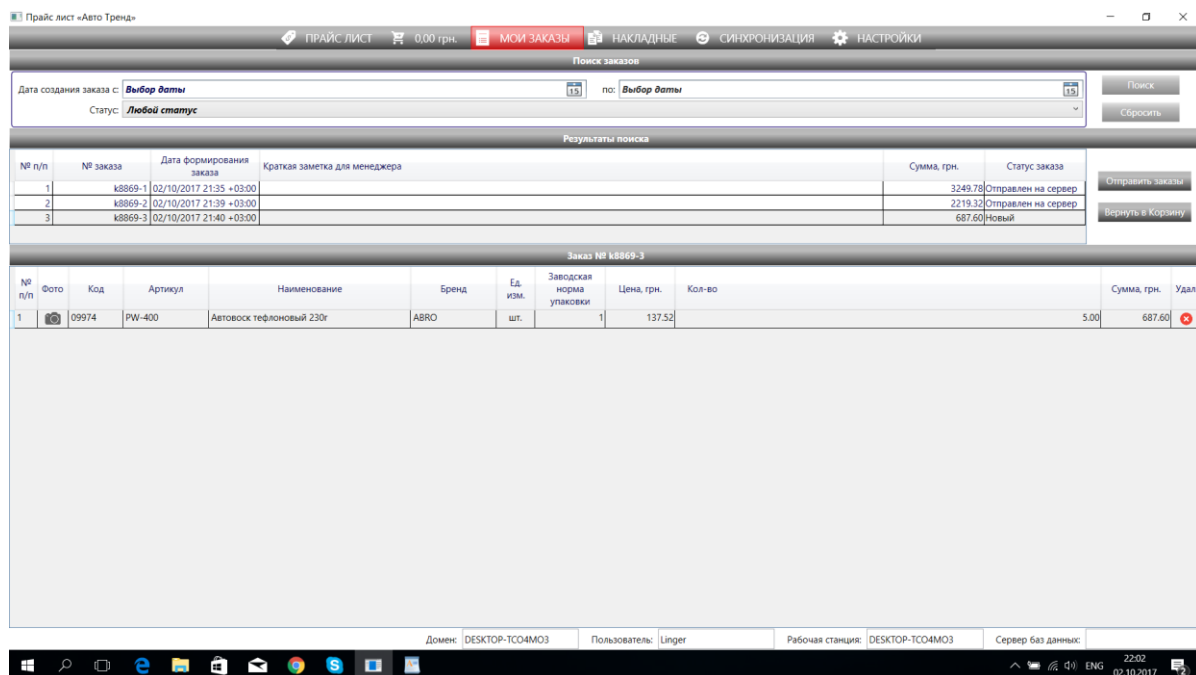 Прайс лист «Авто Тренд»
ПРАЙС ЛИСТ 0,00 грн. МОИ ЗАКАЗЫ НАКЛАДНЫЕ СИНХРОНИЗАЦИЯ НАСТРОЙКИ
Поиск заказов
Дата создания заказа с: Выбор даты 15 по: Выбор даты 15 Поиск
Статус: Любой статус Сбросить
Результаты поиска
№ п/п № заказа Дата формирования заказа Краткая заметка для менеджера Сумма, грн. Статус заказа
1 k8869-1 02/10/2017 21:35 +03:00 3249.78 Отправлен на сервер
2 k8869-2 02/10/2017 21:39 +03:00 2219.32 Отправлен на сервер
3 k8869-3 02/10/2017 21:40 +03:00 687.60 Новый
Отправить заказы
Вернуть в Корзину
Заказ № k8869-3
№ п/п Фото Код Артикул Наименование Бренд Ед. изм. Заводская норма упаковки Цена, грн. Кол-во Сумма, грн. Удал
1 09974 PW-400 Автовоск тефлоновый 230г ABRO шт. 1 137.52 5.00 687.60
Домен: DESKTOP-TCO4MO3 Пользователь: Linger Рабочая станция: DESKTOP-TCO4MO3 Сервер баз данных:
ENG 22:02
02.10.2017 2